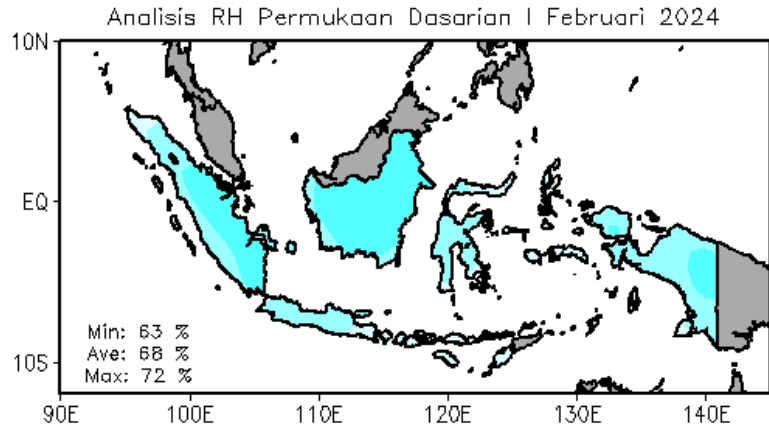 Analisis RH Permukaan Dasarian I Februari 2024
10N
EQ
10S
Min: 63 %
Ave: 68 %
Max: 72 %
90E 100E 110E 120E 130E 140E